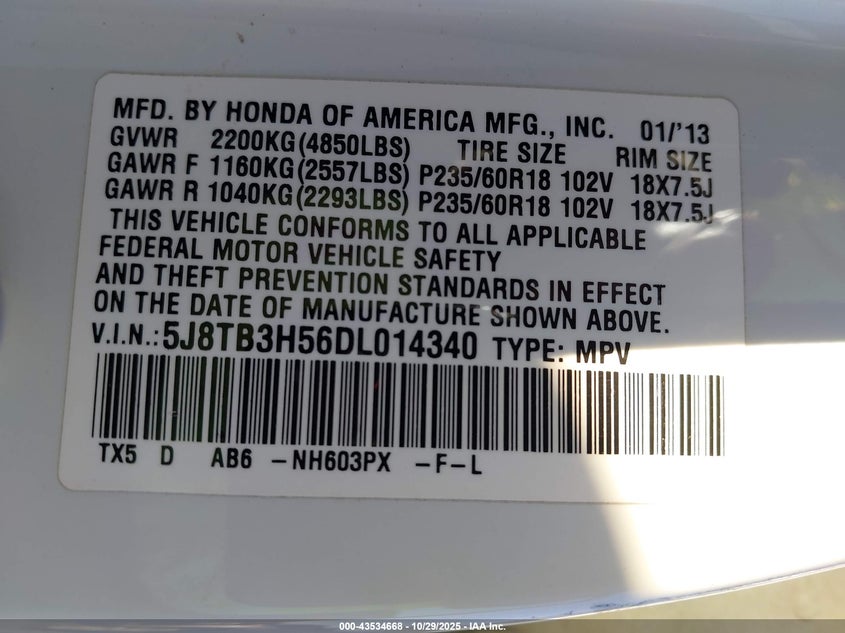 MFD. BY HONDA OF AMERICA MFG., INC. 01/'13
GVWR 2200KG(4850LBS) TIRE SIZE RIM SIZE
GAWR F 1160KG(2557LBS) P235/60R18 102V 18X7.5J
GAWR R 1040KG(2293LBS) P235/60R18 102V 18X7.5J
THIS VEHICLE CONFORMS TO ALL APPLICABLE
FEDERAL MOTOR VEHICLE SAFETY
AND THEFT PREVENTION STANDARDS IN EFFECT
ON THE DATE OF MANUFACTURE SHOWN ABOVE.
V.I.N.:5J8TB3H56DL014340 TYPE: MPV
TX5 D AB6 -NH603PX -F-L
000-43534668 - 10/29/2025 - IAA Inc.